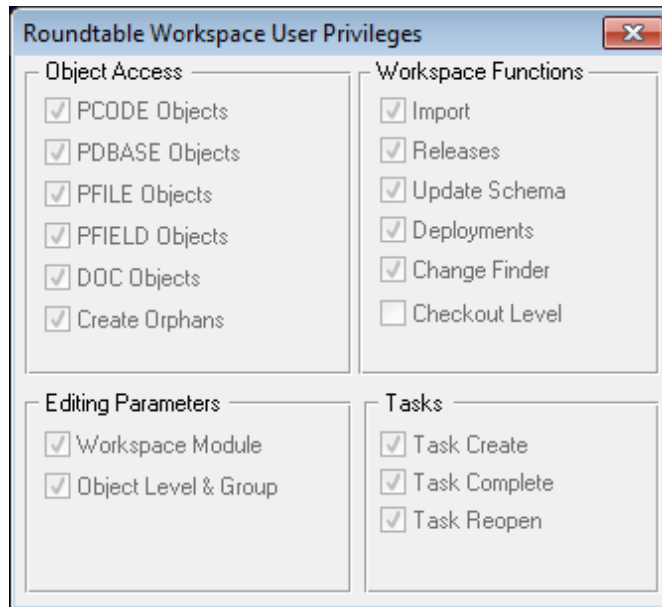 Roundtable Workspace User Privileges
Object Access
PCODE Objects
PDBASE Objects
PFILE Objects
PFIELD Objects
DOC Objects
Create Orphans
Workspace Functions
Import
Releases
Update Schema
Deployments
Change Finder
Checkout Level
Editing Parameters
Workspace Module
Object Level & Group
Tasks
Task Create
Task Complete
Task Reopen